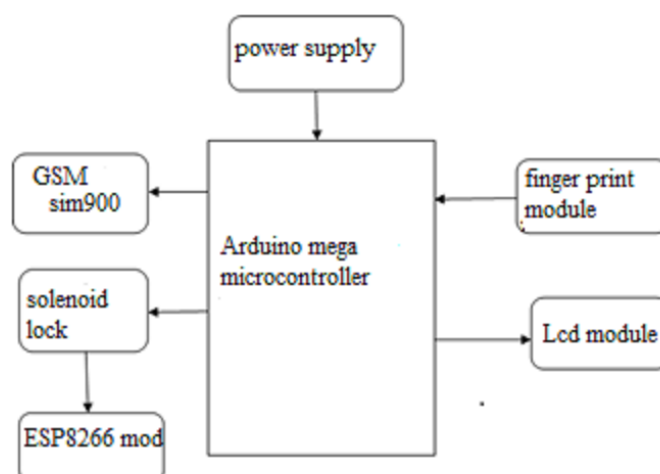 power supply
GSM
sim900
finger print
module
Arduino mega
microcontroller
solenoid
lock
Lcd module
ESP8266 mod